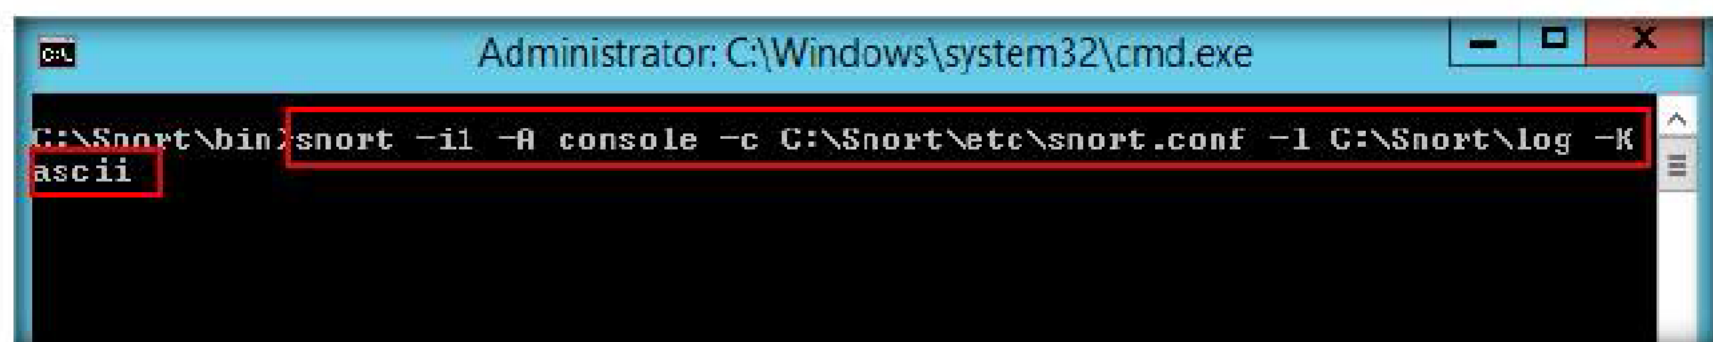 Administrator: C:\Windows\system32\cmd.exe
C:\Snort\bin>snort -i1 -A console -c C:\Snort\etc\snort.conf -l C:\Snort\log -K
ascii